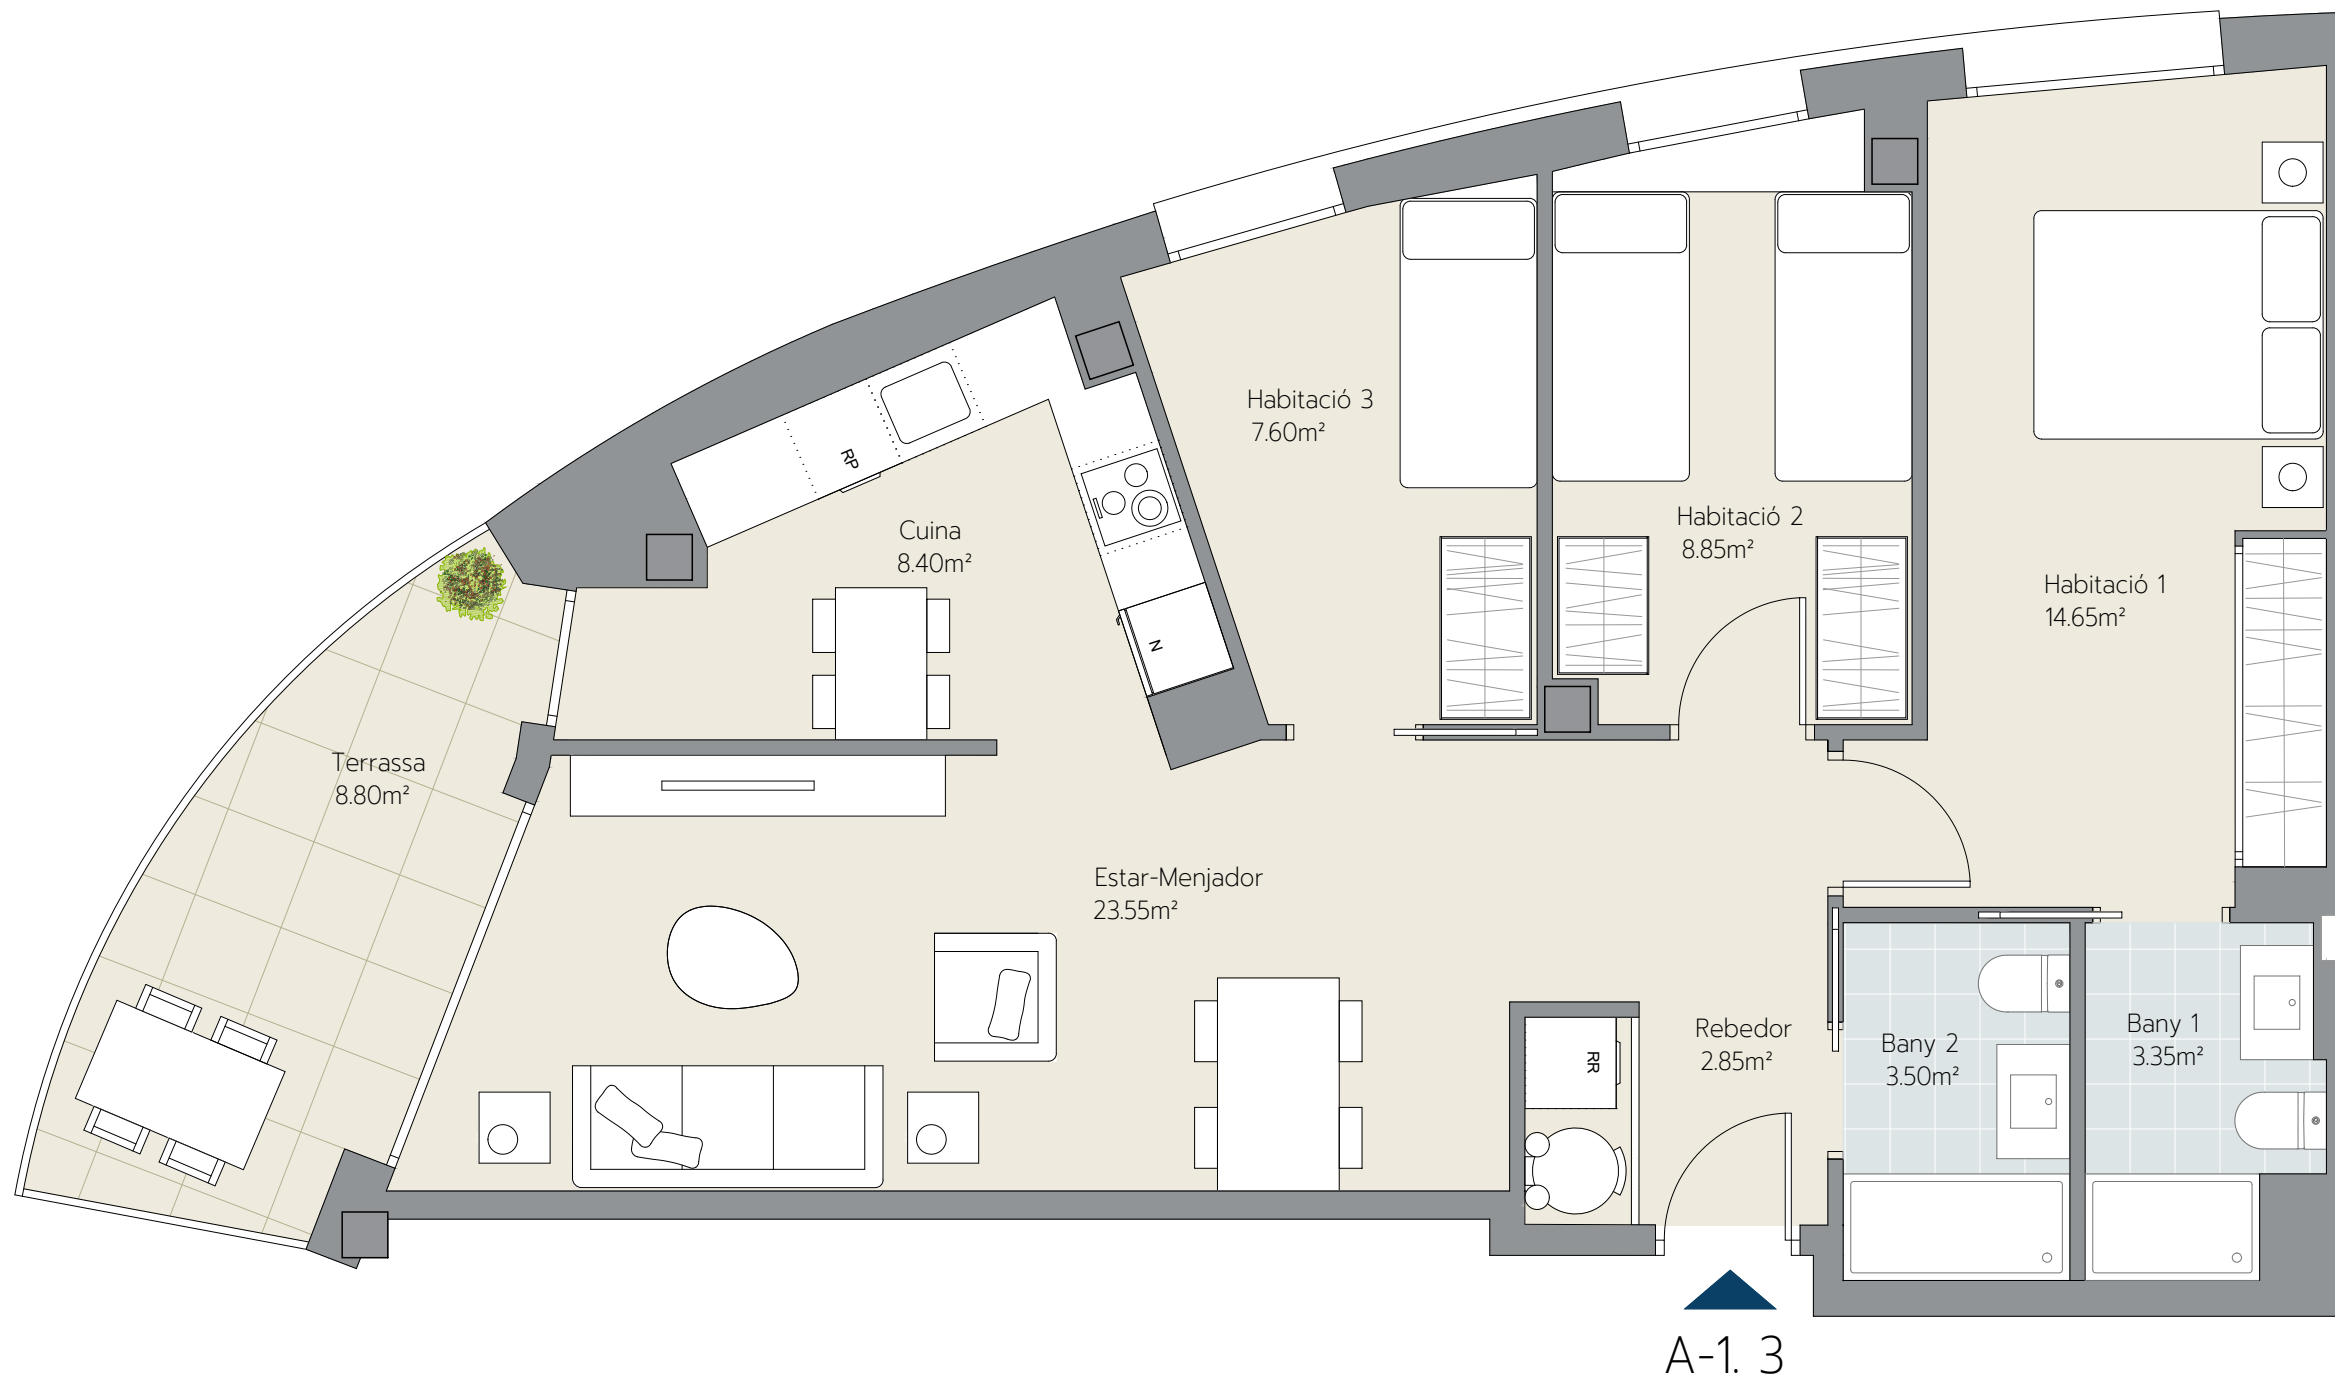 Habitació 3
7.60m²
RP
Cuina
8.40m²
Habitació 2
8.85m²
Habitació 1
14.65m²
N
Terrassa
8.80m²
Estar-Menjador
23.55m²
RR
Rebedor
2.85m²
Bany 2
3.50m²
Bany 1
3.35m²
A-1. 3